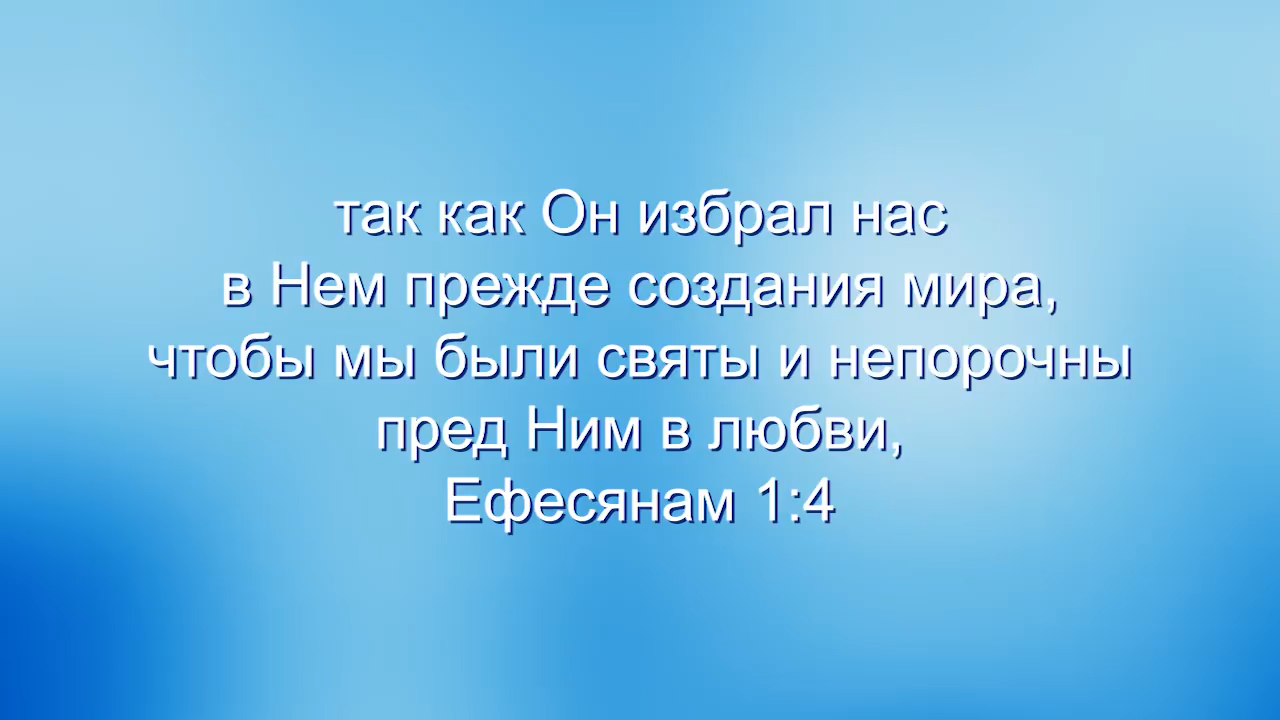 так как Он избрал нас
в Нем прежде создания мира,
чтобы мы были святы и непорочны
пред Ним в любви,
Ефесянам 1:4